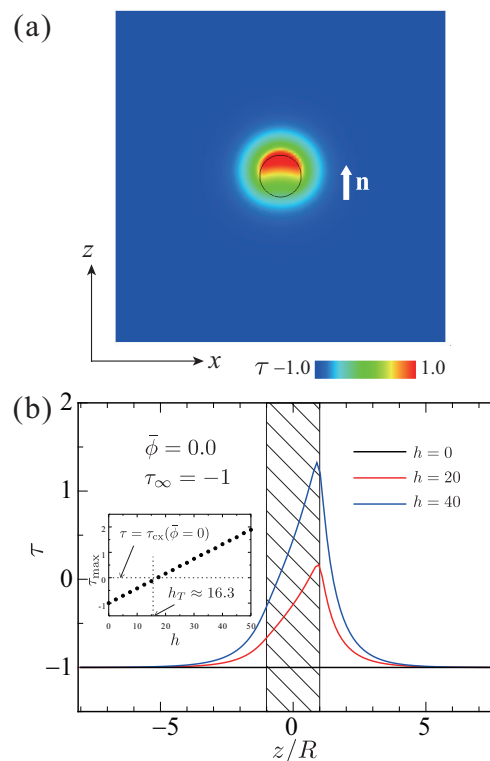 (a)
n
z
x
τ −1.0 1.0
(b)
2
1
0
−1
τ
ϕ̄ = 0.0
τ∞ = −1
h = 0
h = 20
h = 40
2
1
0
-1
τmax
τ = τcx(ϕ̄ = 0)
hT ≈ 16.3
0 10 20 30 40 50
h
−5 0 5
z/R